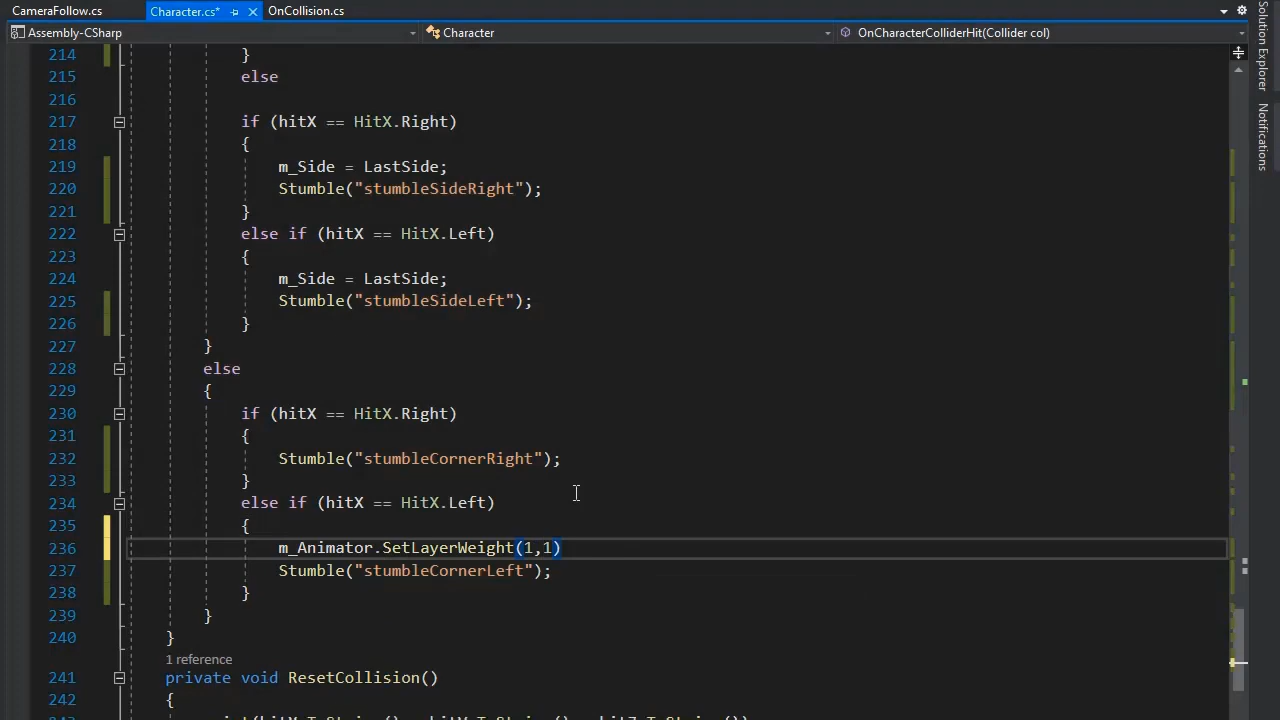 CameraFollow.cs Character.cs* OnCollision.cs
Assembly-CSharp Character OnCharacterColliderHit(Collider col)
Solution Explorer
Notifications
214 }
215 else
216
217 if (hitX == HitX.Right)
218 {
219 m_Side = LastSide;
220 Stumble("stumbleSideRight");
221 }
222 else if (hitX == HitX.Left)
223 {
224 m_Side = LastSide;
225 Stumble("stumbleSideLeft");
226 }
227 }
228 else
229 {
230 if (hitX == HitX.Right)
231 {
232 Stumble("stumbleCornerRight");
233 }
234 else if (hitX == HitX.Left)
235 {
236 m_Animator.SetLayerWeight(1,1)
237 Stumble("stumbleCornerLeft");
238 }
239 }
240 }
1 reference
241 private void ResetCollision()
242 {